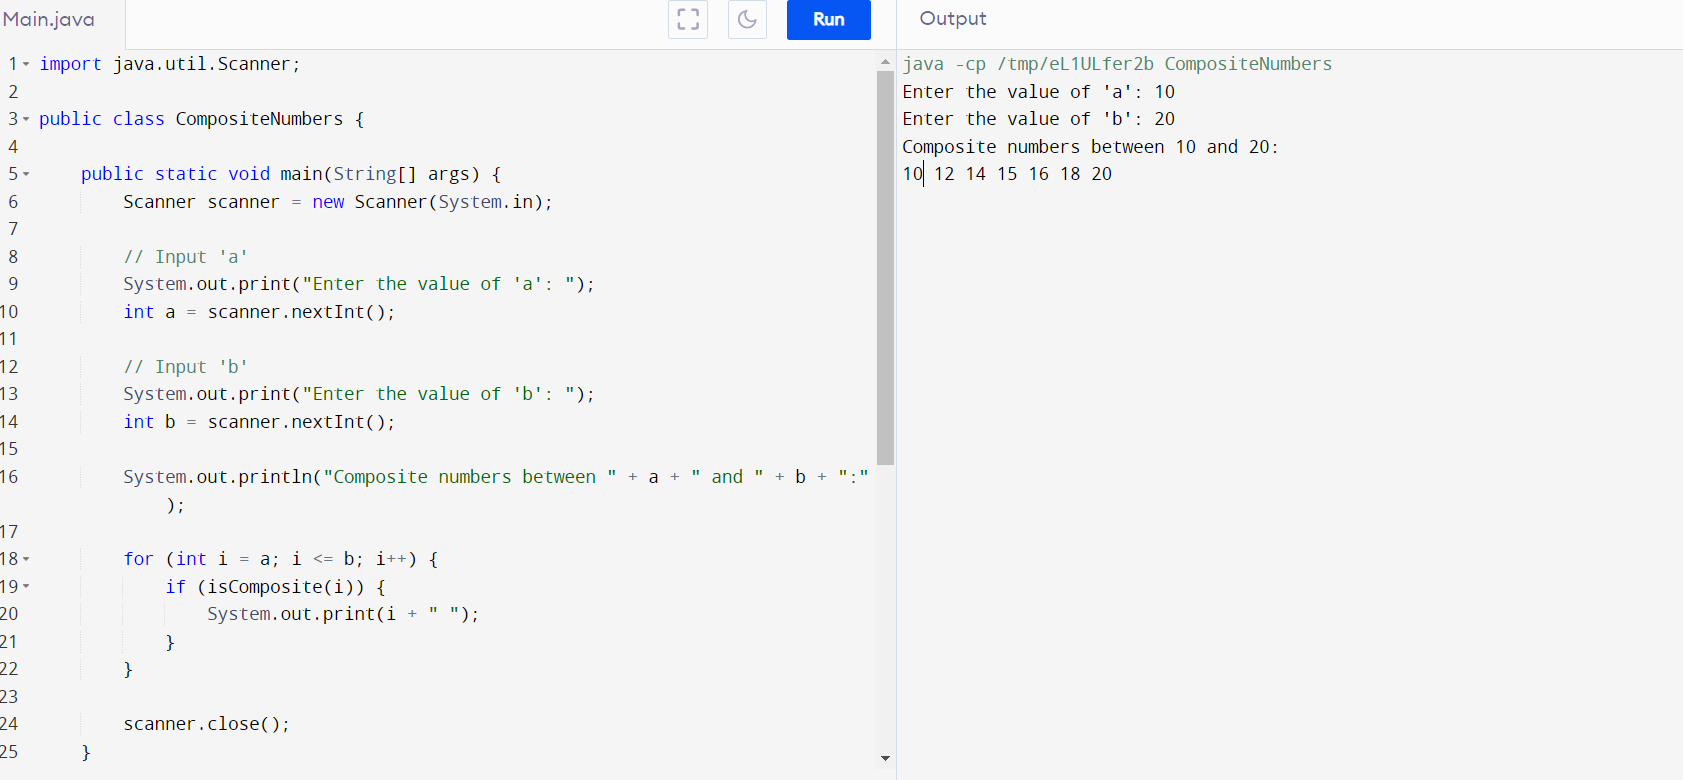 Main.java
Run
Output
1 import java.util.Scanner;
2
3 public class CompositeNumbers {
4
5     public static void main(String[] args) {
6         Scanner scanner = new Scanner(System.in);
7
8         // Input 'a'
9         System.out.print("Enter the value of 'a': ");
10         int a = scanner.nextInt();
11
12         // Input 'b'
13         System.out.print("Enter the value of 'b': ");
14         int b = scanner.nextInt();
15
16         System.out.println("Composite numbers between " + a + " and " + b + ":"
);
17
18         for (int i = a; i <= b; i++) {
19             if (isComposite(i)) {
20                 System.out.print(i + " ");
21             }
22         }
23
24         scanner.close();
25     }
java -cp /tmp/eL1ULfer2b CompositeNumbers
Enter the value of 'a': 10
Enter the value of 'b': 20
Composite numbers between 10 and 20:
10 12 14 15 16 18 20